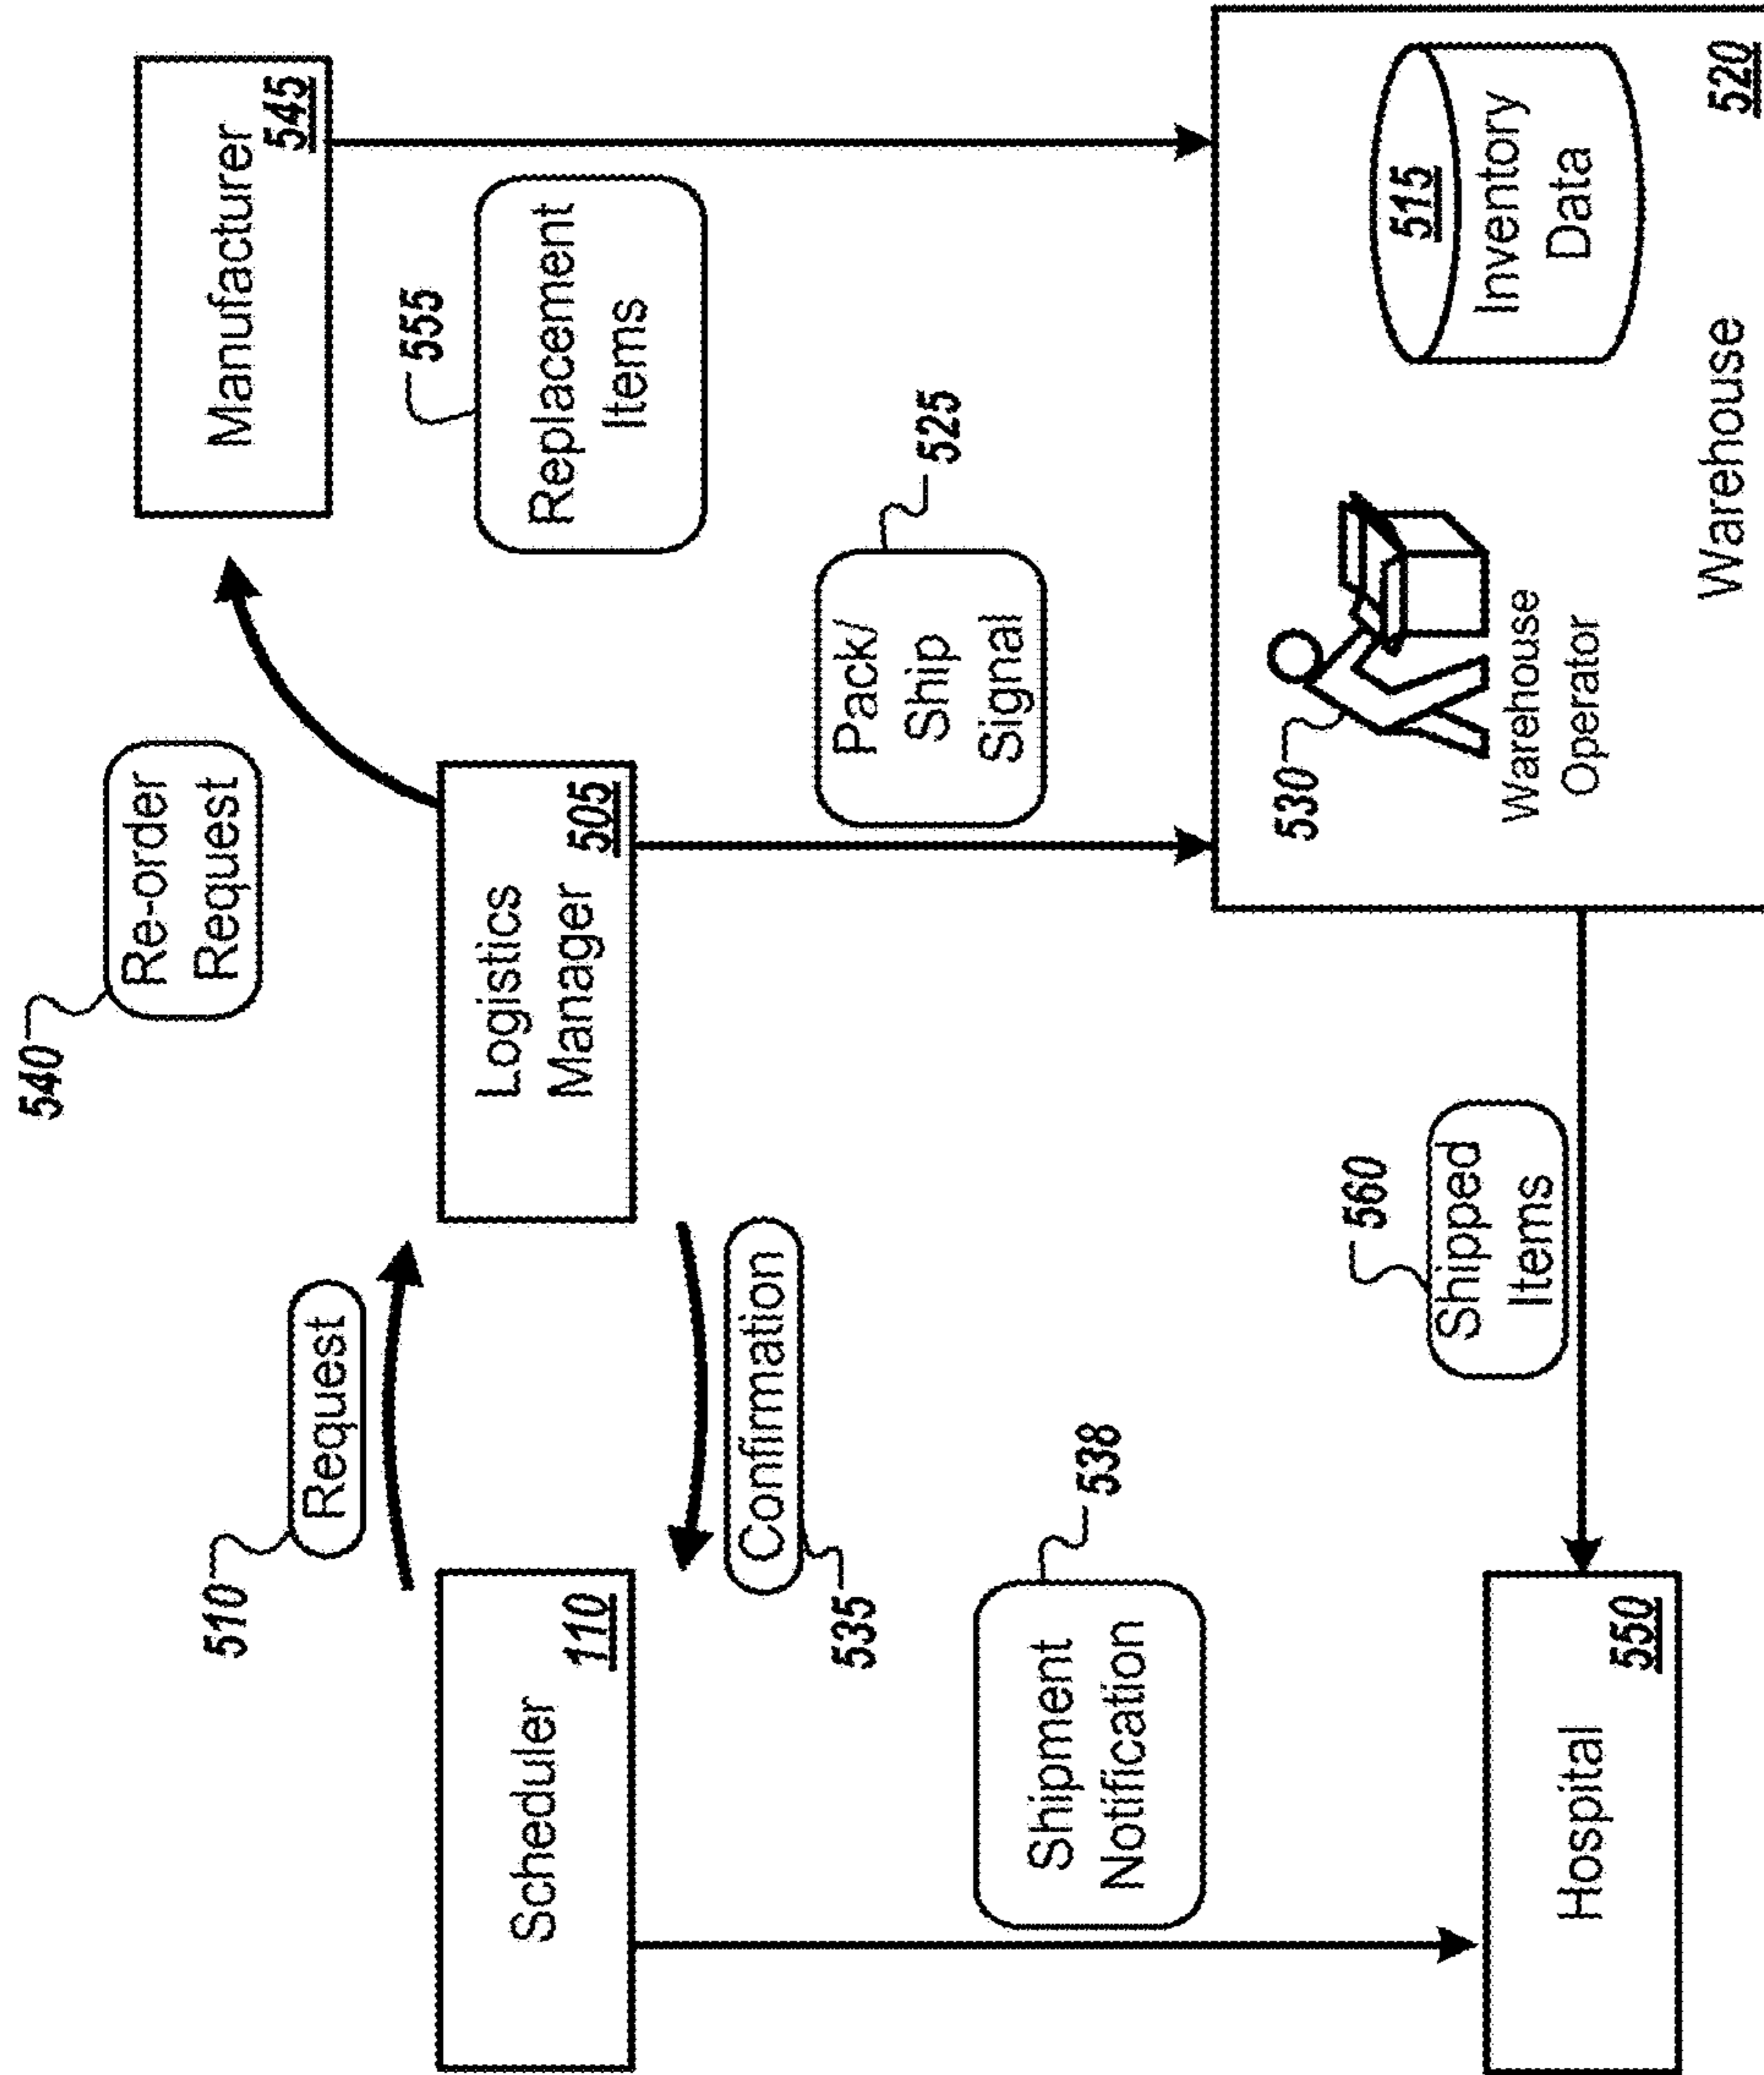 540
Re-order
Request
Manufacturer
545
510
Request
555
Replacement
Items
Scheduler
110
Logistics
Manager
505
Confirmation
535
Pack/
Ship
Signal
525
Shipment
Notification
538
530
Warehouse
Operator
515
Inventory
Data
Warehouse
520
560
Shipped
Items
Hospital
550